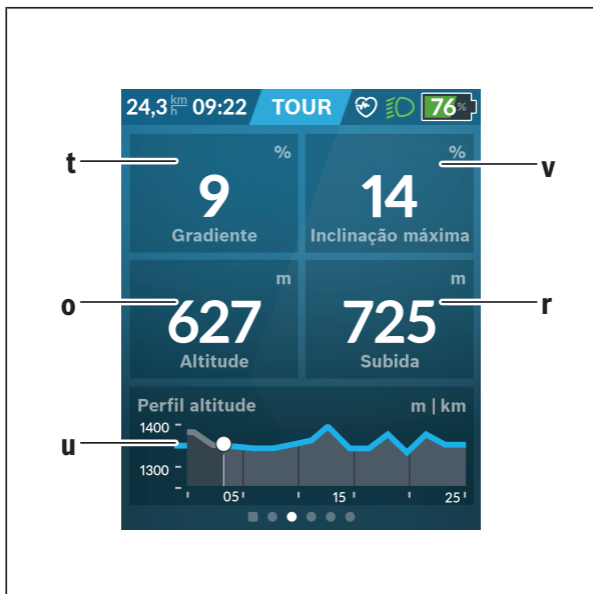 24,3 km/h 09:22 TOUR 76%
t % % v
9 14
Gradiente Inclinação máxima
o m m r
627 725
Altitude Subida
Perfil altitude m | km
1400
u
1300
05 15 25